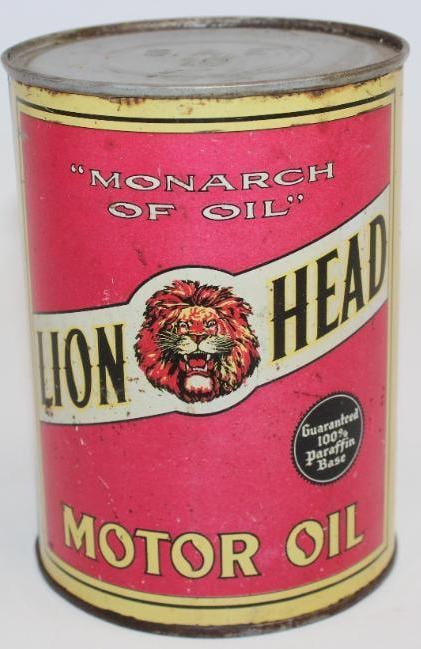 "MONARCH
OF OIL"
LION HEAD
Guaranteed
100%
Paraffin
Base
MOTOR OIL